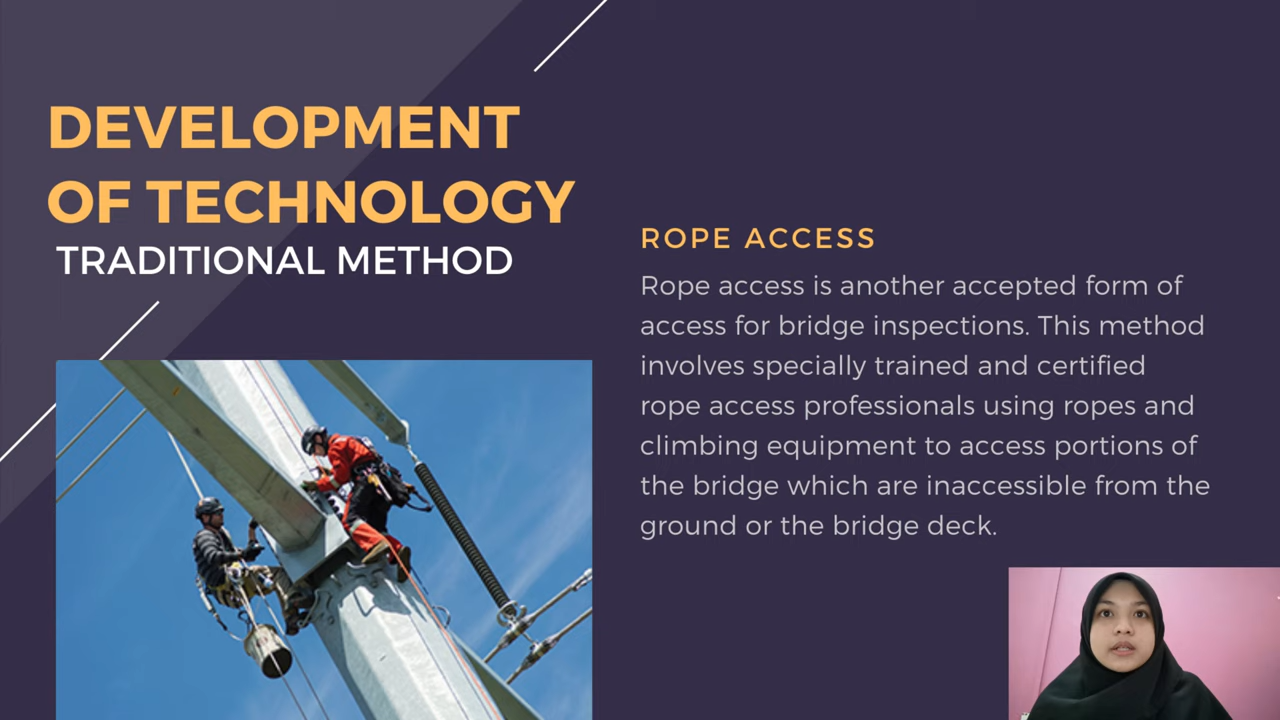 DEVELOPMENT
OF TECHNOLOGY
TRADITIONAL METHOD
ROPE ACCESS
Rope access is another accepted form of
access for bridge inspections. This method
involves specially trained and certified
rope access professionals using ropes and
climbing equipment to access portions of
the bridge which are inaccessible from the
ground or the bridge deck.